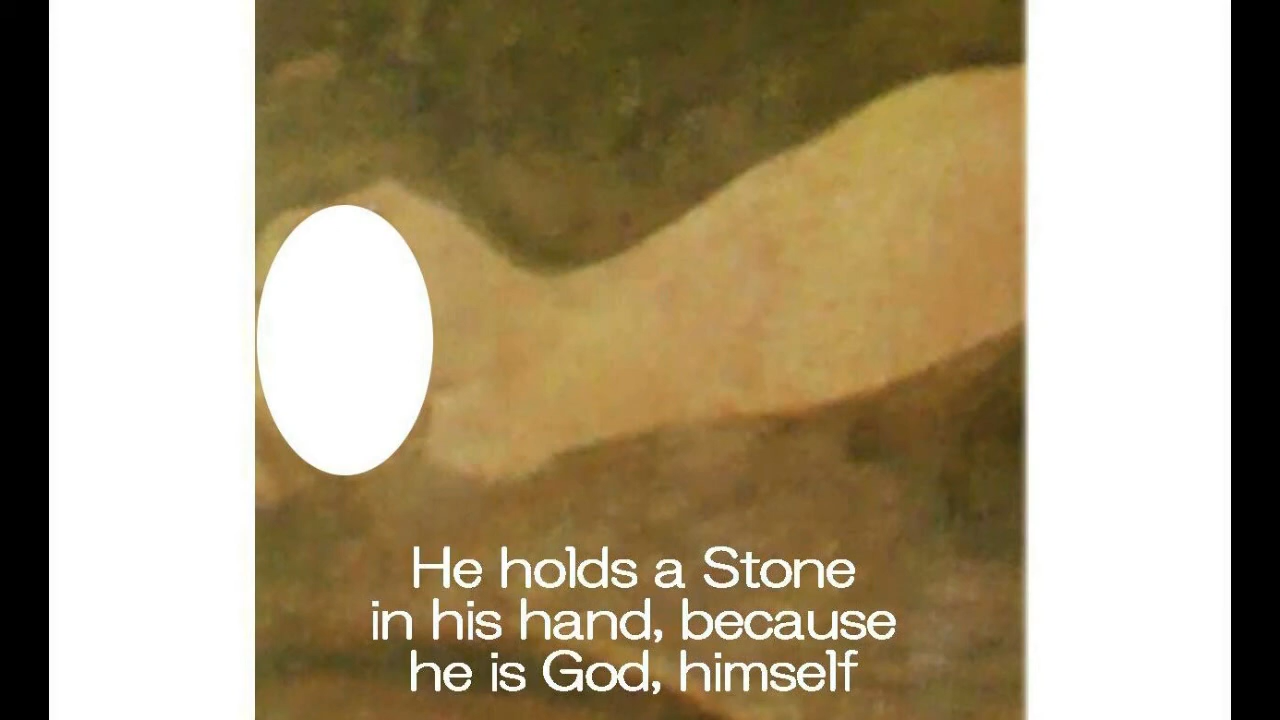 He holds a Stone
in his hand, because
he is God, himself